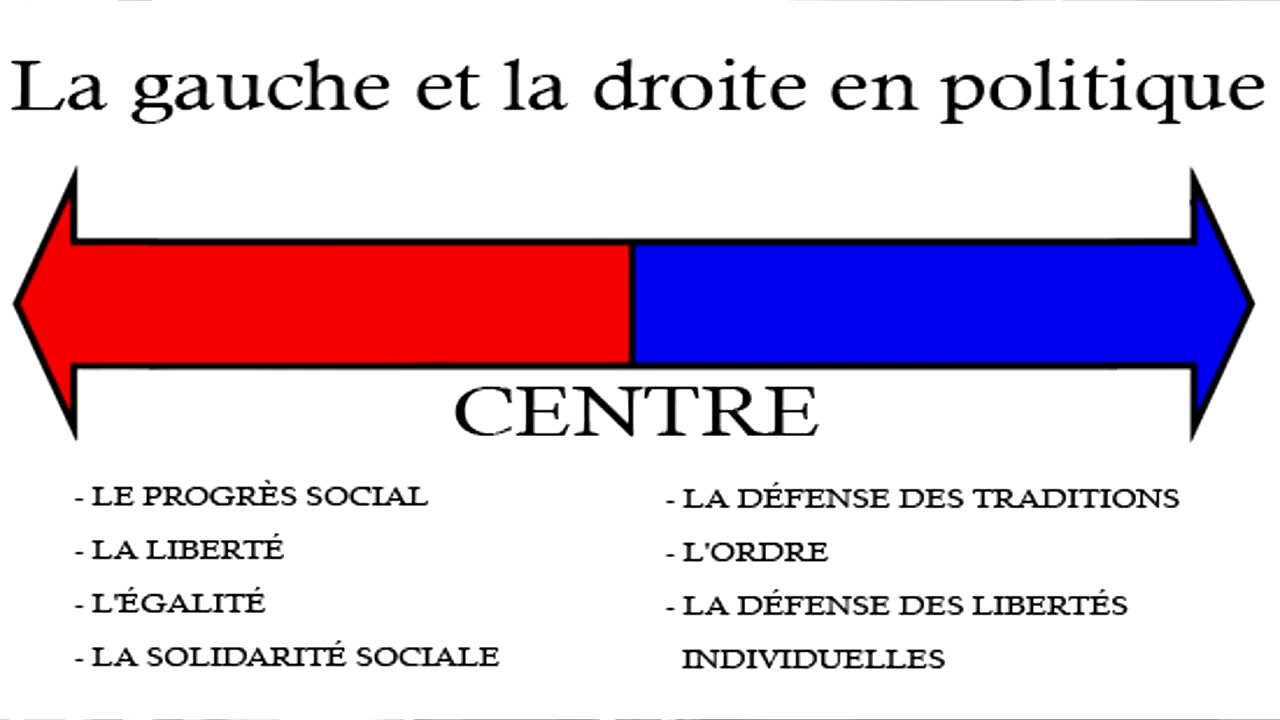 La gauche et la droite en politique
CENTRE
- LE PROGRÈS SOCIAL
- LA LIBERTÉ
- L'ÉGALITÉ
- LA SOLIDARITÉ SOCIALE
- LA DÉFENSE DES TRADITIONS
- L'ORDRE
- LA DÉFENSE DES LIBERTÉS
INDIVIDUELLES